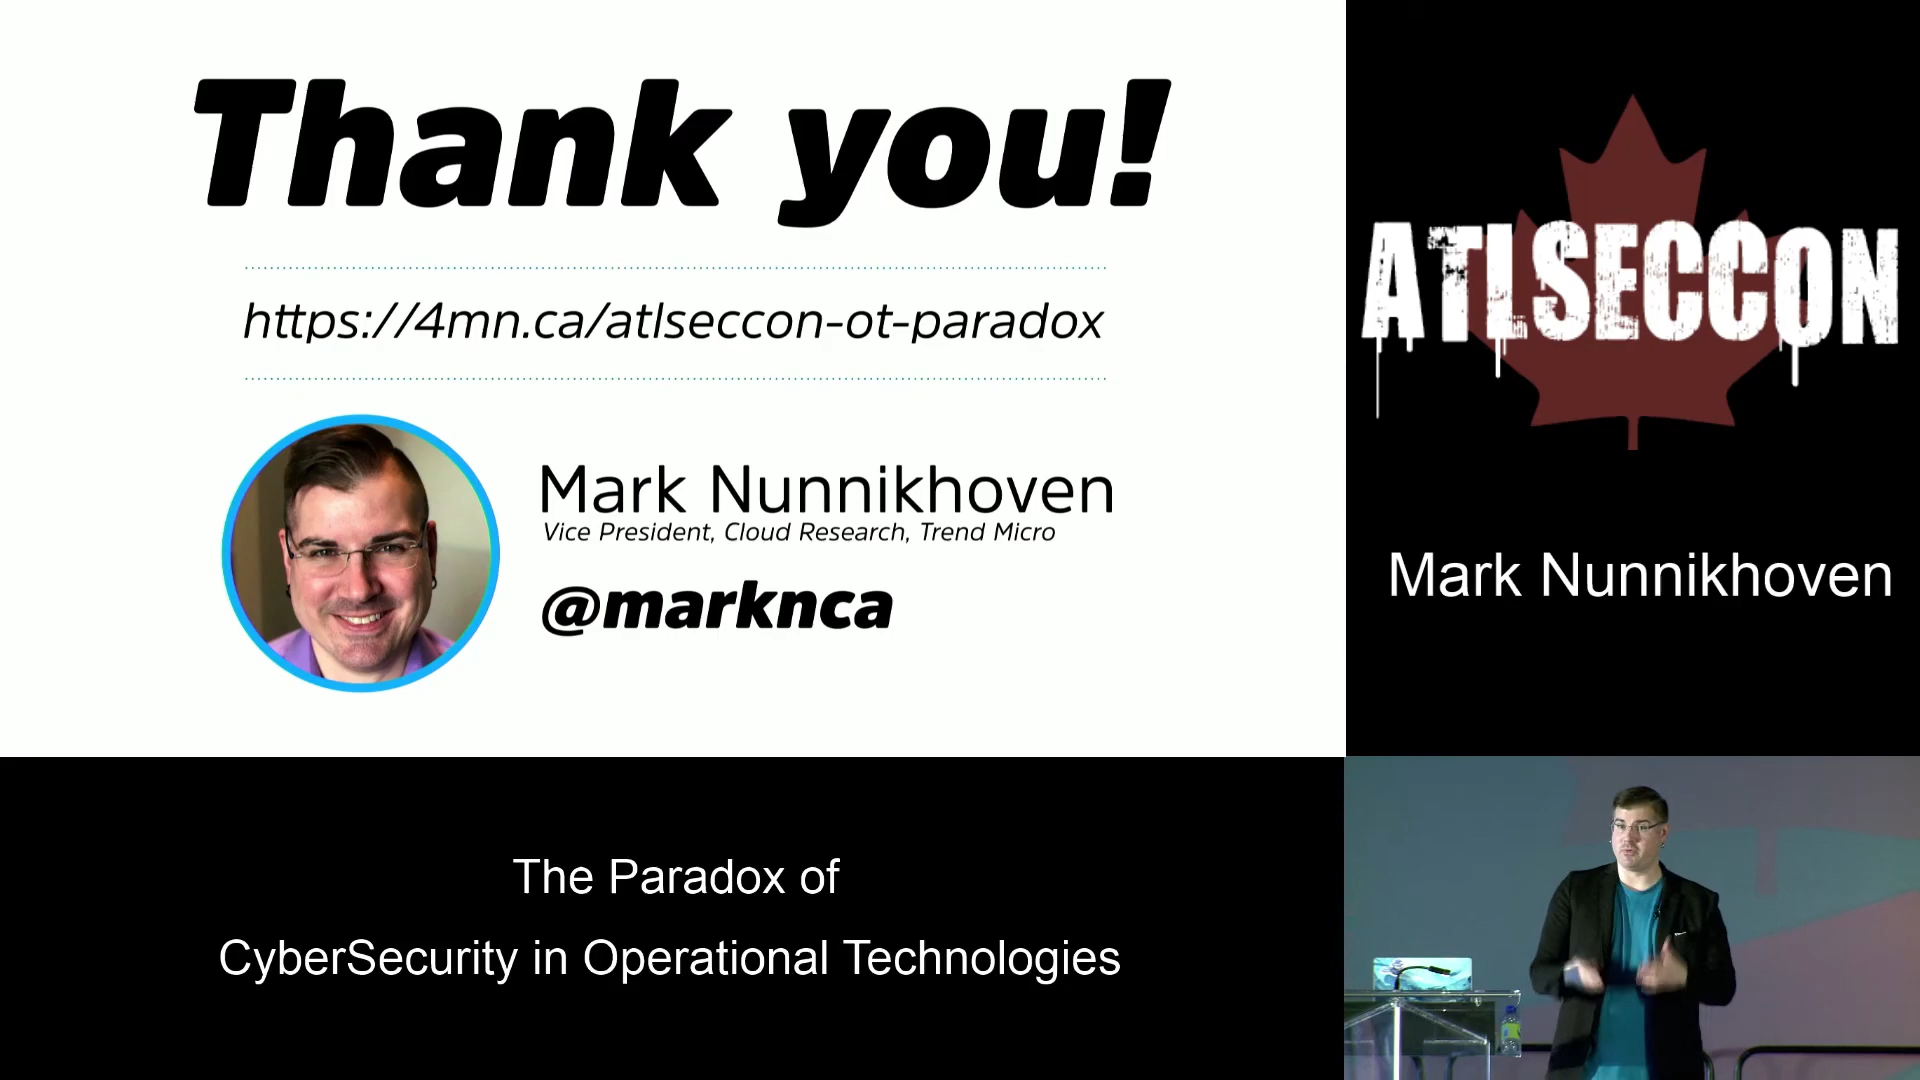 Thank you!
https://4mn.ca/atlseccon-ot-paradox
Mark Nunnikhoven
Vice President, Cloud Research, Trend Micro
@marknca
ATLSECCON
Mark Nunnikhoven
The Paradox of
CyberSecurity in Operational Technologies